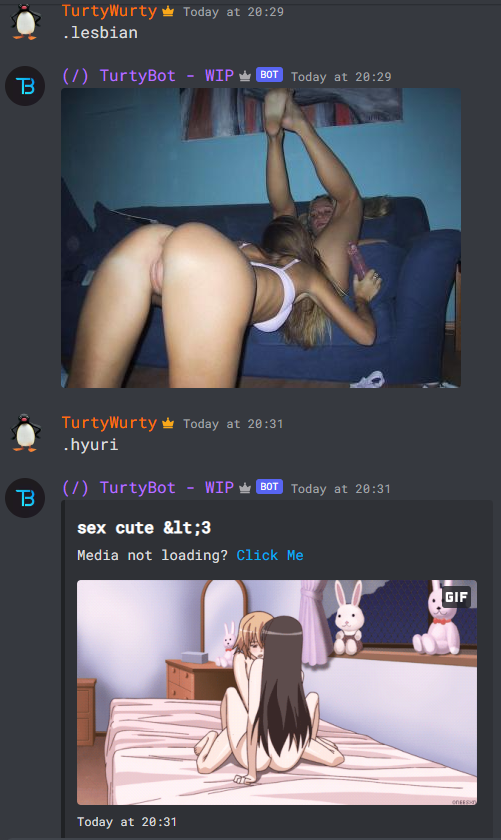 TurtyWurty Today at 20:29
.lesbian
(/) TurtyBot - WIP BOT Today at 20:29
TB
TurtyWurty Today at 20:31
.hyuri
(/) TurtyBot - WIP BOT Today at 20:31
TB
sex cute &lt;3
Media not loading? Click Me
GIF
Today at 20:31